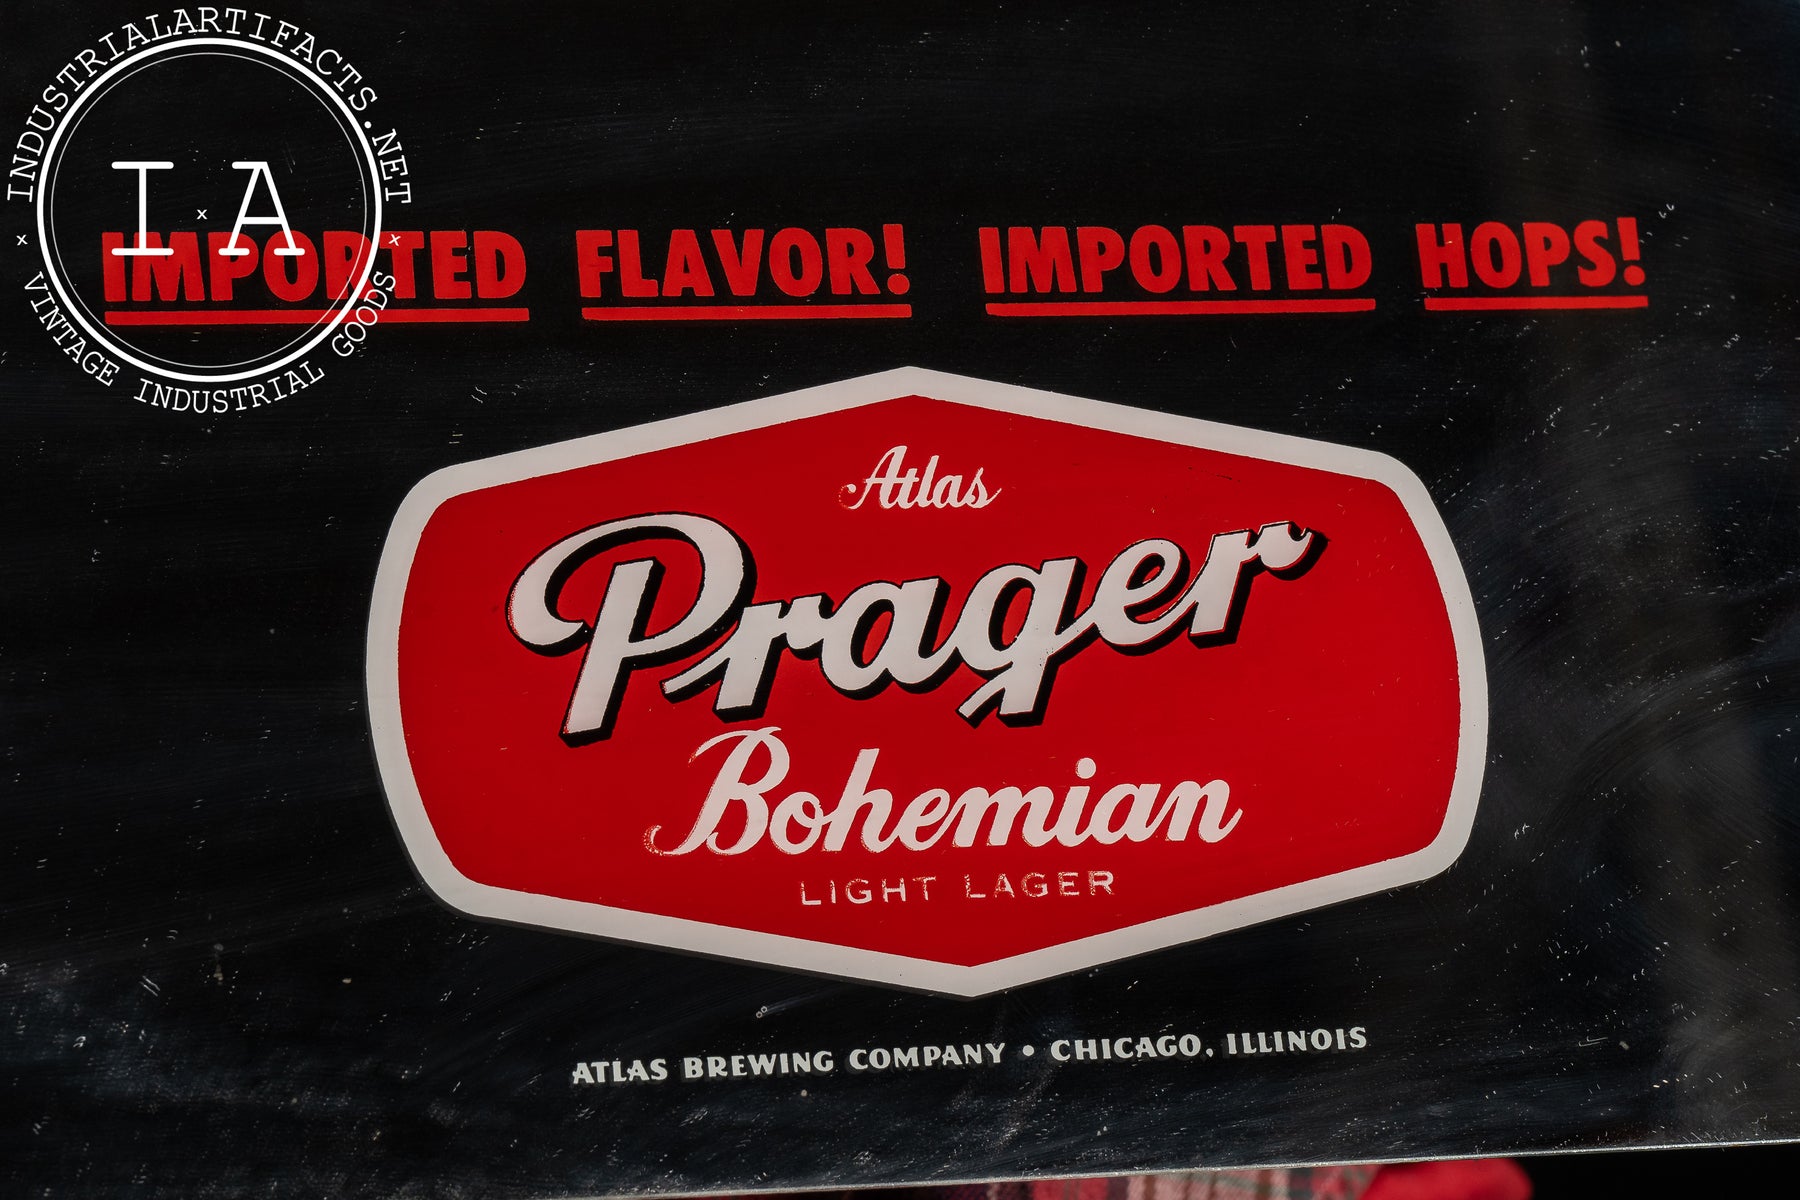 INDUSTRIALARTIFACTS.NET
I x A
x x
VINTAGE INDUSTRIAL GOODS
IMPORTED FLAVOR! IMPORTED HOPS!
Atlas
Prager
Bohemian
LIGHT LAGER
ATLAS BREWING COMPANY • CHICAGO, ILLINOIS